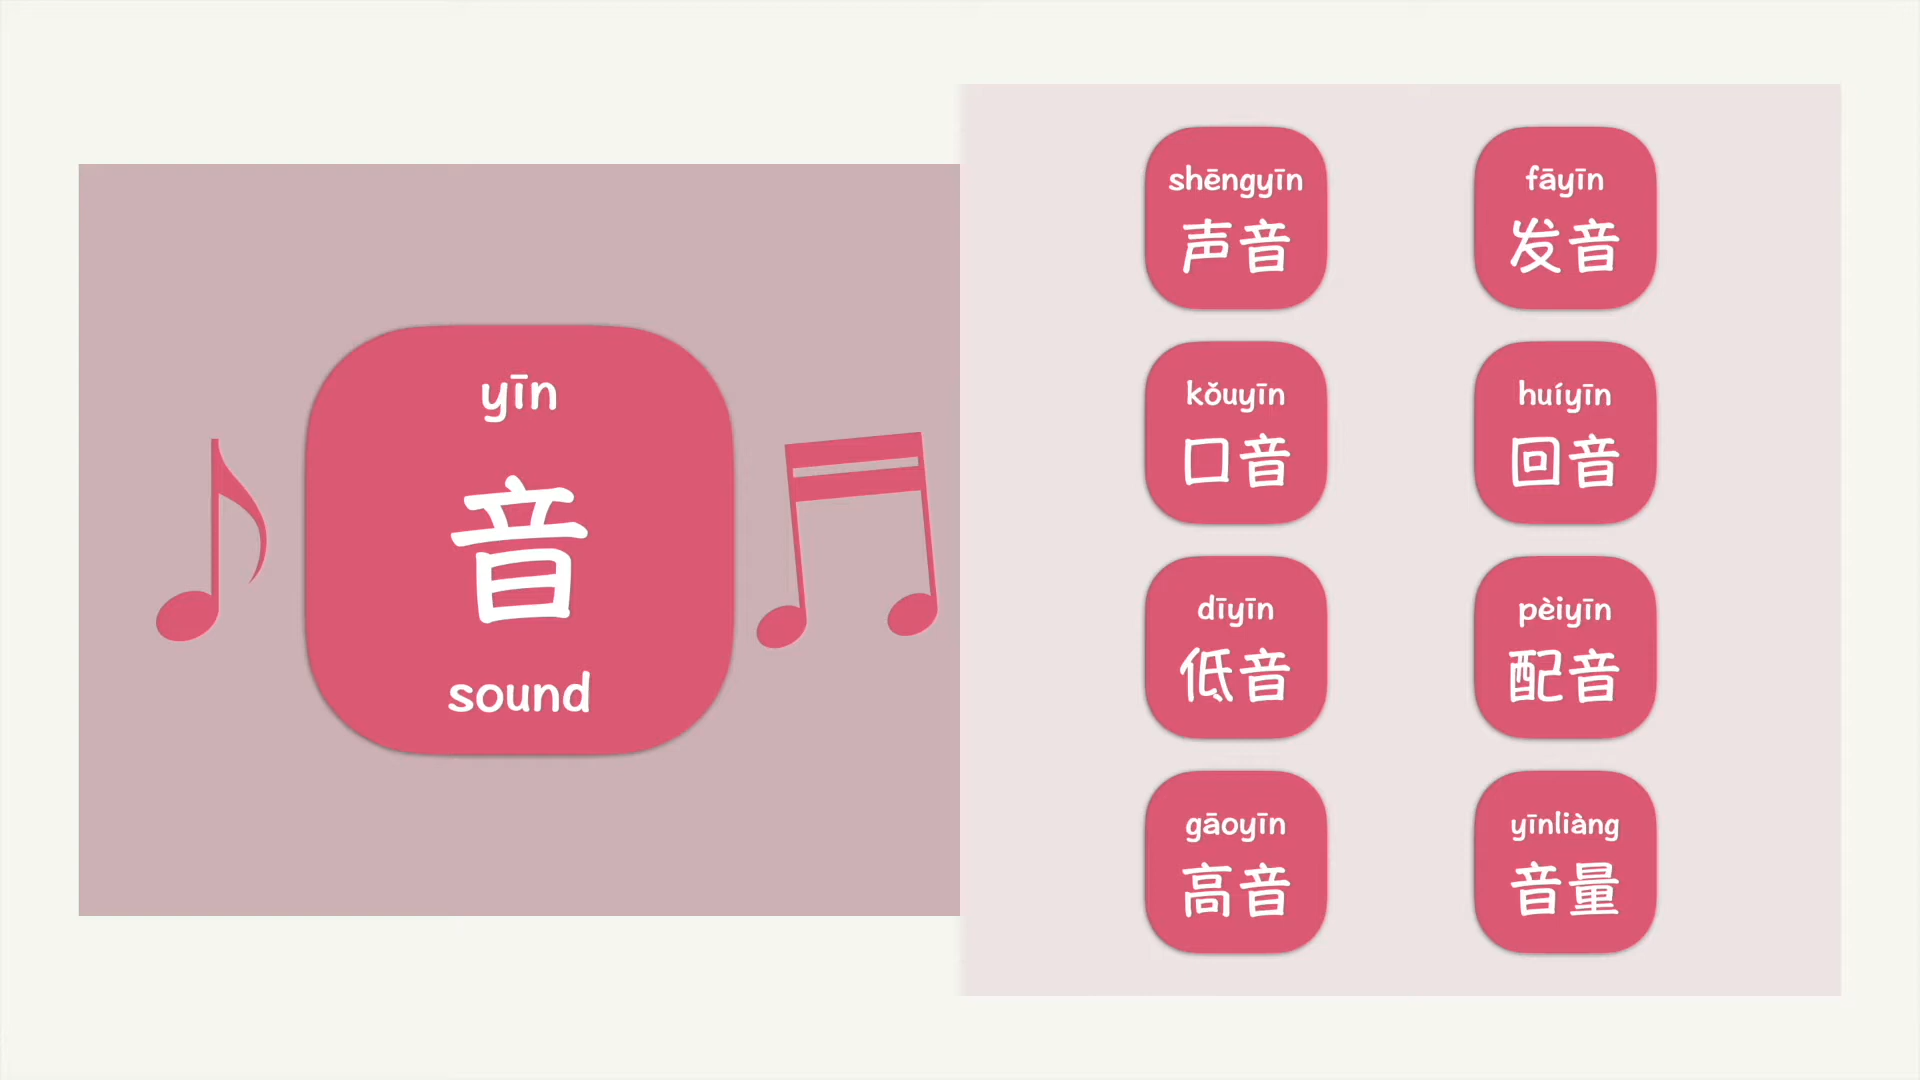 yīn
音
sound
shēngyīn
声音
fāyīn
发音
kǒuyīn
口音
huíyīn
回音
dīyīn
低音
pèiyīn
配音
gāoyīn
高音
yīnliàng
音量